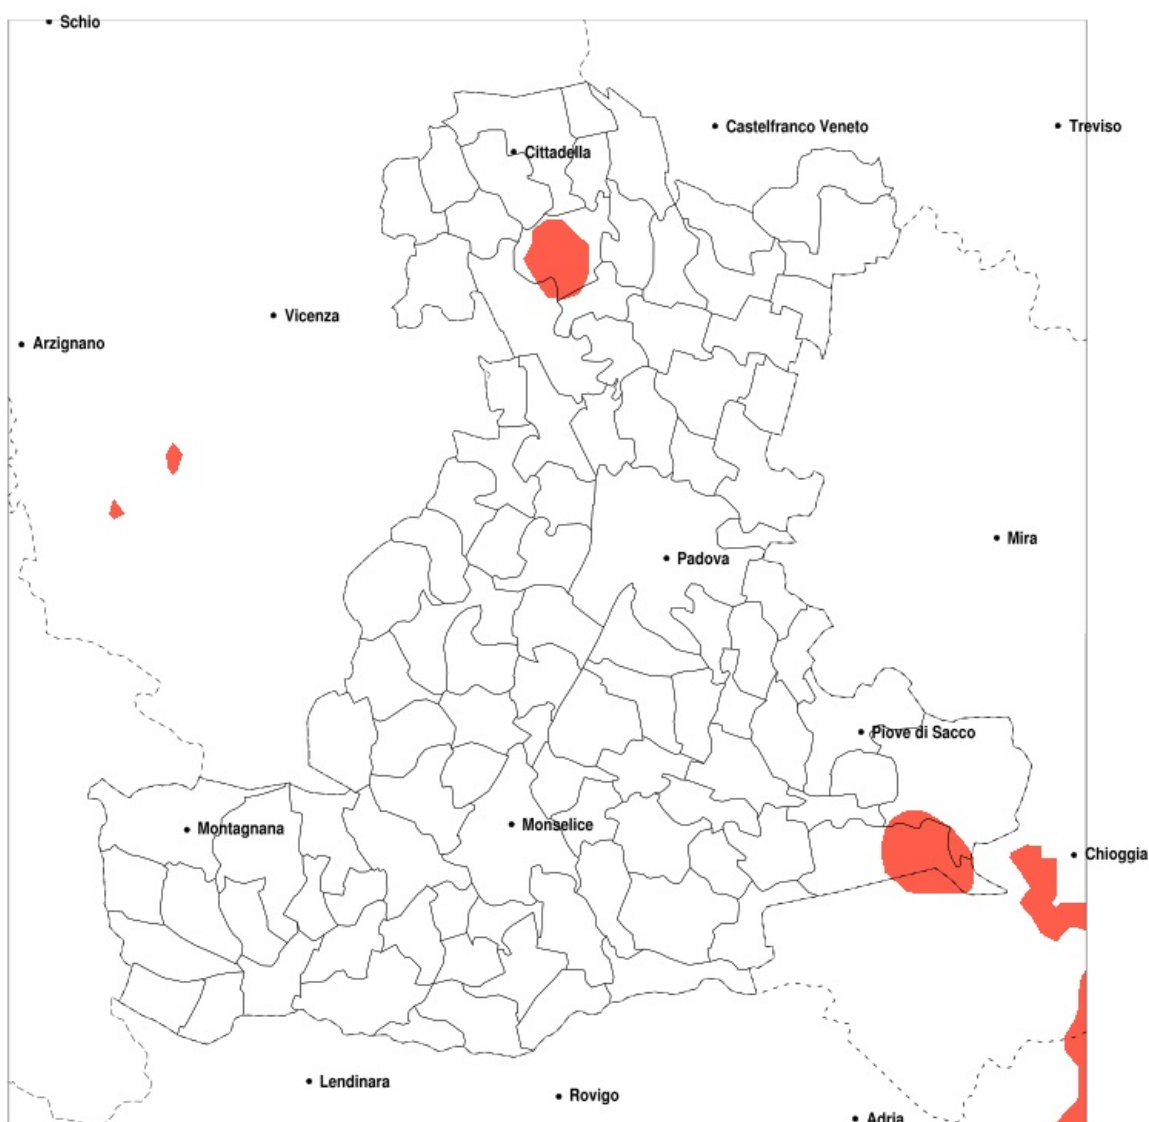 Schio
Castelfranco Veneto
Treviso
Cittadella
Vicenza
Arzignano
Mira
Padova
Piove di Sacco
Montagnana
Monselice
Chioggia
Lendinara
Rovigo
Adria